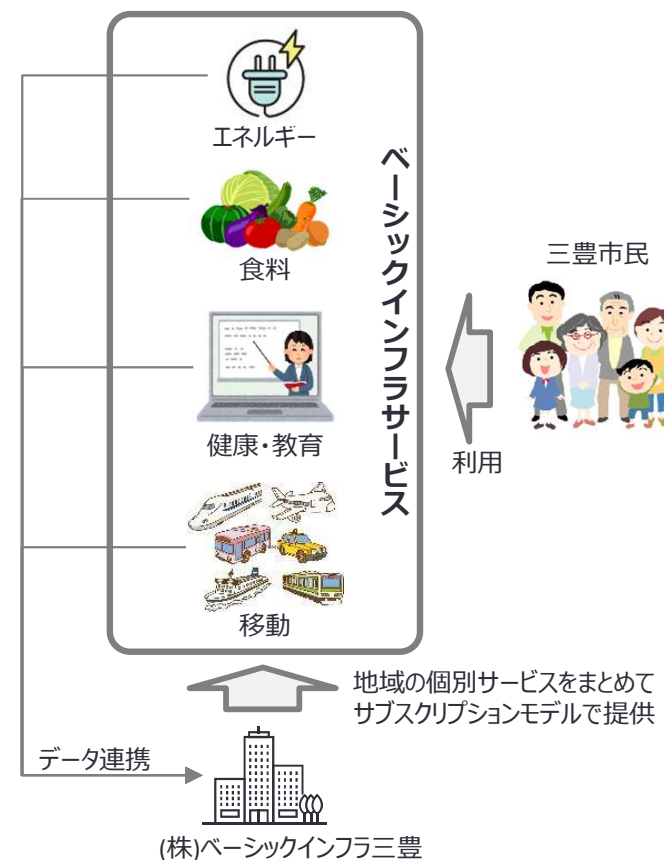 エネルギー
食料
健康・教育
移動
ベーシックインフラサービス
三豊市民
利用
地域の個別サービスをまとめて
サブスクリプションモデルで提供
データ連携
(株)ベーシックインフラ三豊